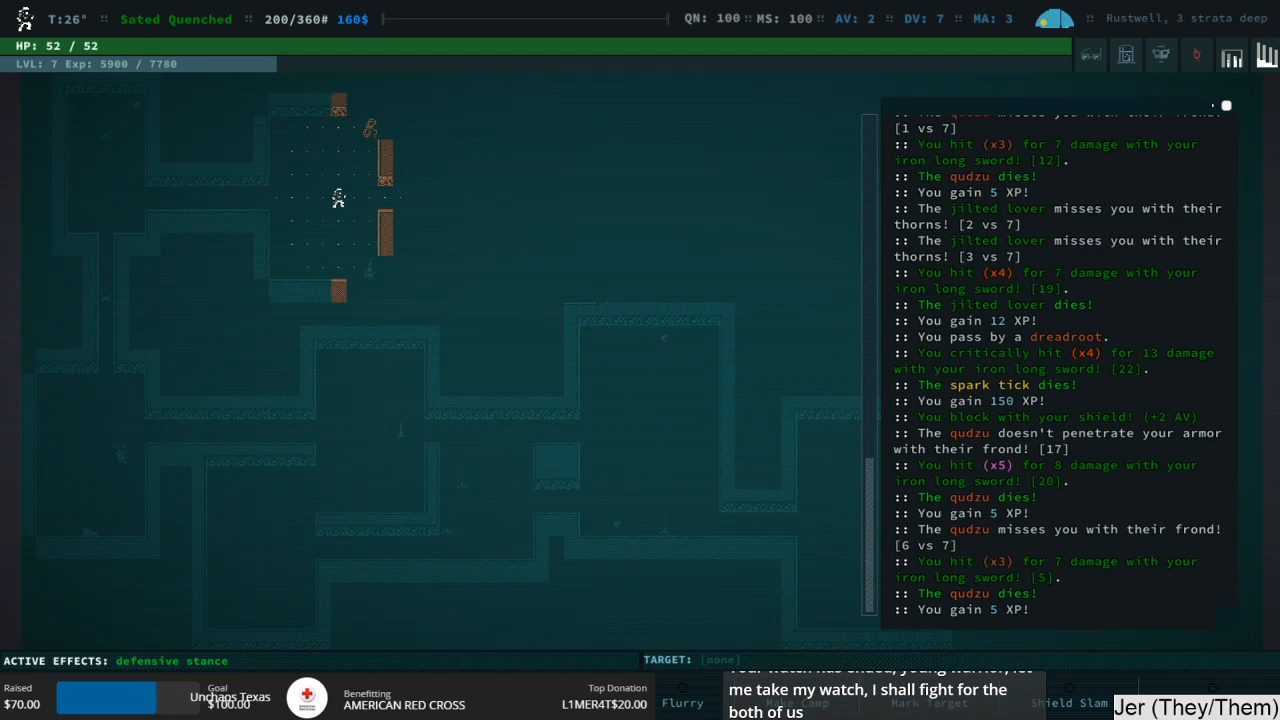 T:26° :: Sated Quenched :: 200/360# 160$ QN: 100 :: MS: 100 :: AV: 2 :: DV: 7 :: MA: 3 :: Rustwell, 3 strata deep
HP: 52 / 52
LVL: 7 Exp: 5900 / 7780
[1 vs 7]
:: You hit (x3) for 7 damage with your
iron long sword! [12].
:: The qudzu dies!
:: You gain 5 XP!
:: The jilted lover misses you with their
thorns! [2 vs 7]
:: The jilted lover misses you with their
thorns! [3 vs 7]
:: You hit (x4) for 7 damage with your
iron long sword! [19].
:: The jilted lover dies!
:: You gain 12 XP!
:: You pass by a dreadroot.
:: You critically hit (x4) for 13 damage
with your iron long sword! [22].
:: The spark tick dies!
:: You gain 150 XP!
:: You block with your shield! (+2 AV)
:: The qudzu doesn't penetrate your armor
with their frond! [17]
:: You hit (x5) for 8 damage with your
iron long sword! [20].
:: The qudzu dies!
:: You gain 5 XP!
:: The qudzu misses you with their frond!
[6 vs 7]
:: You hit (x3) for 7 damage with your
iron long sword! [5].
:: The qudzu dies!
:: You gain 5 XP!
ACTIVE EFFECTS: defensive stance
TARGET: [none]
Raised
$70.00
Goal
$100.00
Unchaos Texas
Benefitting
AMERICAN RED CROSS
Top Donation
L1MER4T$20.00
Flurry
Make Camp
Mark Target
Shield Slam
me take my watch, I shall fight for the
both of us
Jer (They/Them)